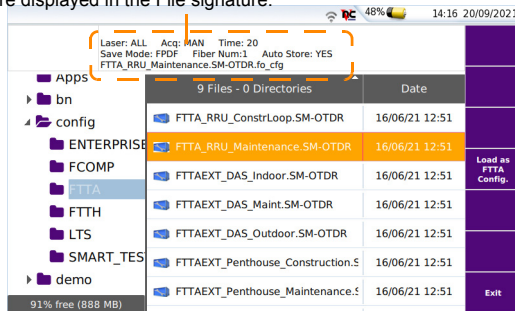 re displayed in the File signature.
48% 14:16 20/09/2021
Laser: ALL Acq: MAN Time: 20
Save Mode: FPDF Fiber Num:1 Auto Store: YES
FTTA_RRU_Maintenance.SM-OTDR.fo_cfg
Apps
bn
config
ENTERPRISE
FCOMP
FTTA
FTTH
LTS
SMART_TES
demo
91% free (888 MB)
9 Files - 0 Directories Date
FTTA_RRU_ConstrLoop.SM-OTDR 16/06/21 12:51
FTTA_RRU_Maintenance.SM-OTDR 16/06/21 12:51
FTTAEXT_DAS_Indoor.SM-OTDR 16/06/21 12:51
FTTAEXT_DAS_Maint.SM-OTDR 16/06/21 12:51
FTTAEXT_DAS_Outdoor.SM-OTDR 16/06/21 12:51
FTTAEXT_Penthouse_Construction.S 16/06/21 12:51
FTTAEXT_Penthouse_Maintenance.S 16/06/21 12:51
Load as
FTTA
Config.
Exit